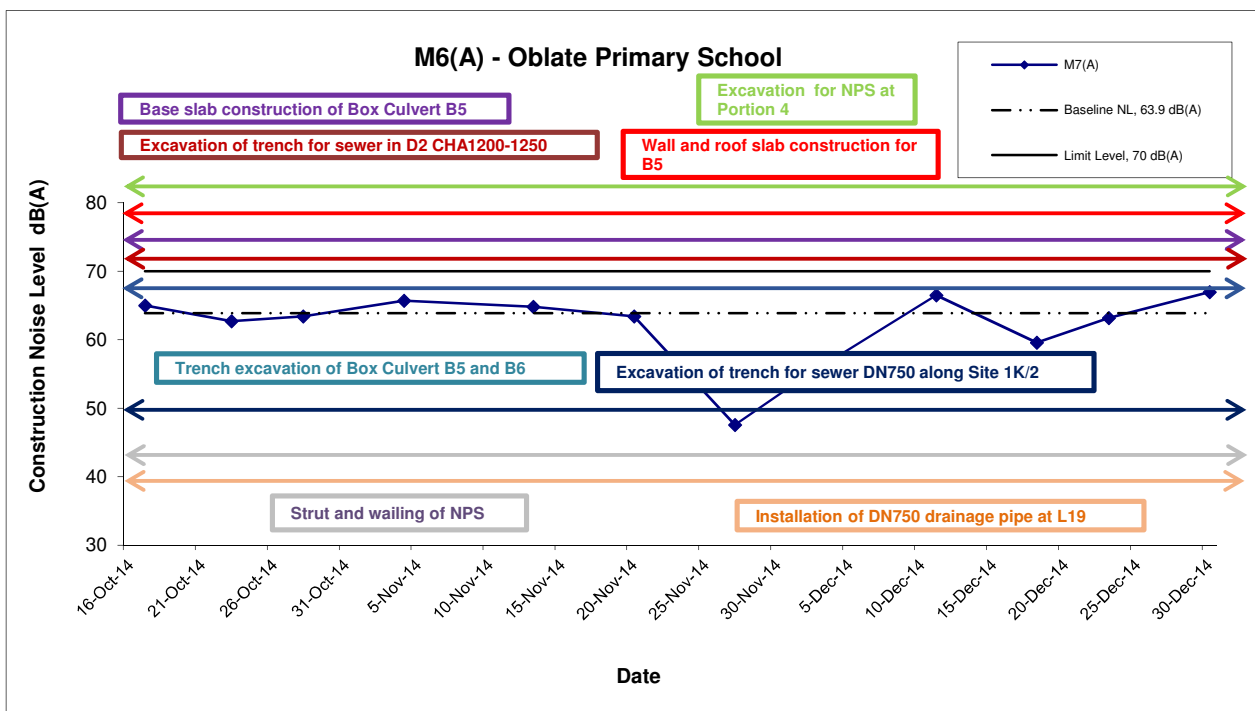 M6(A) - Oblate Primary School
M7(A)
Baseline NL, 63.9 dB(A)
Limit Level, 70 dB(A)
Base slab construction of Box Culvert B5
Excavation for NPS at
Portion 4
Excavation of trench for sewer in D2 CHA1200-1250
Wall and roof slab construction for
B5
Construction Noise Level dB(A)
80
70
60
50
40
30
Trench excavation of Box Culvert B5 and B6
Excavation of trench for sewer DN750 along Site 1K/2
Strut and wailing of NPS
Installation of DN750 drainage pipe at L19
16-Oct-14
21-Oct-14
26-Oct-14
31-Oct-14
5-Nov-14
10-Nov-14
15-Nov-14
20-Nov-14
25-Nov-14
30-Nov-14
5-Dec-14
10-Dec-14
15-Dec-14
20-Dec-14
25-Dec-14
30-Dec-14
Date